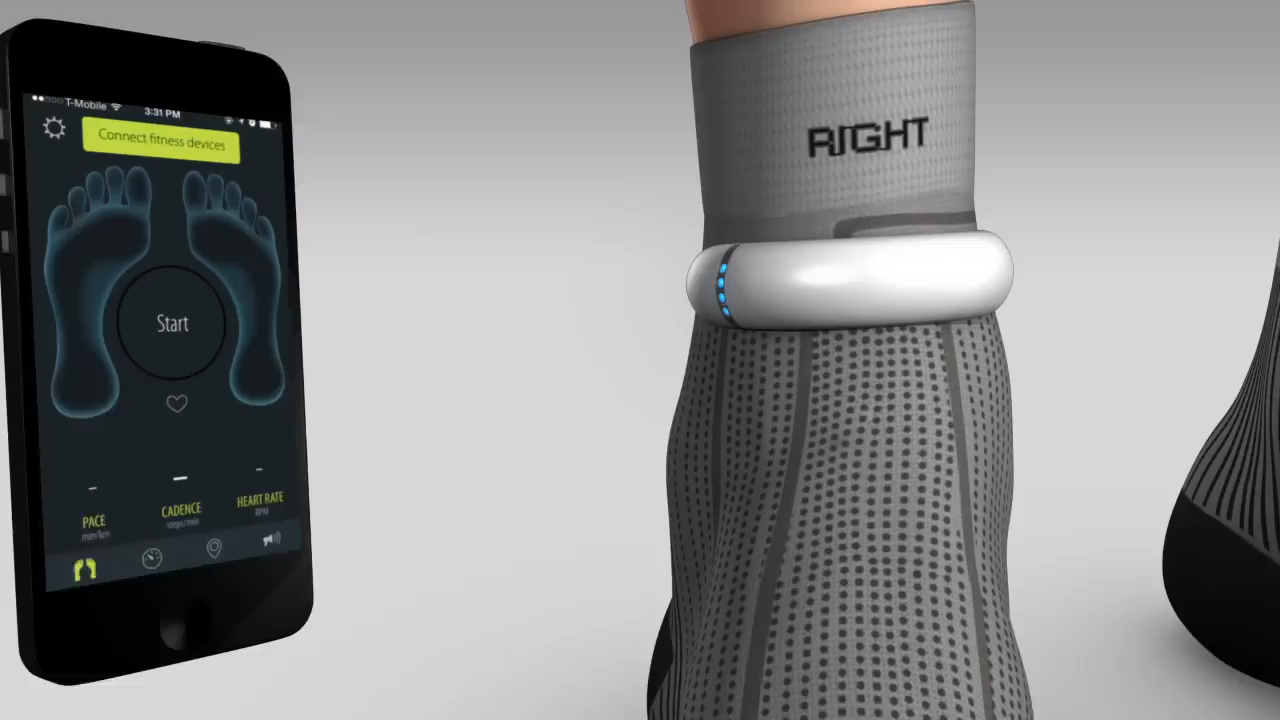 T-Mobile 3:31 PM
Connect fitness devices
Start
PACE
min/km
CADENCE
steps/min
HEART RATE
BPM
RIGHT